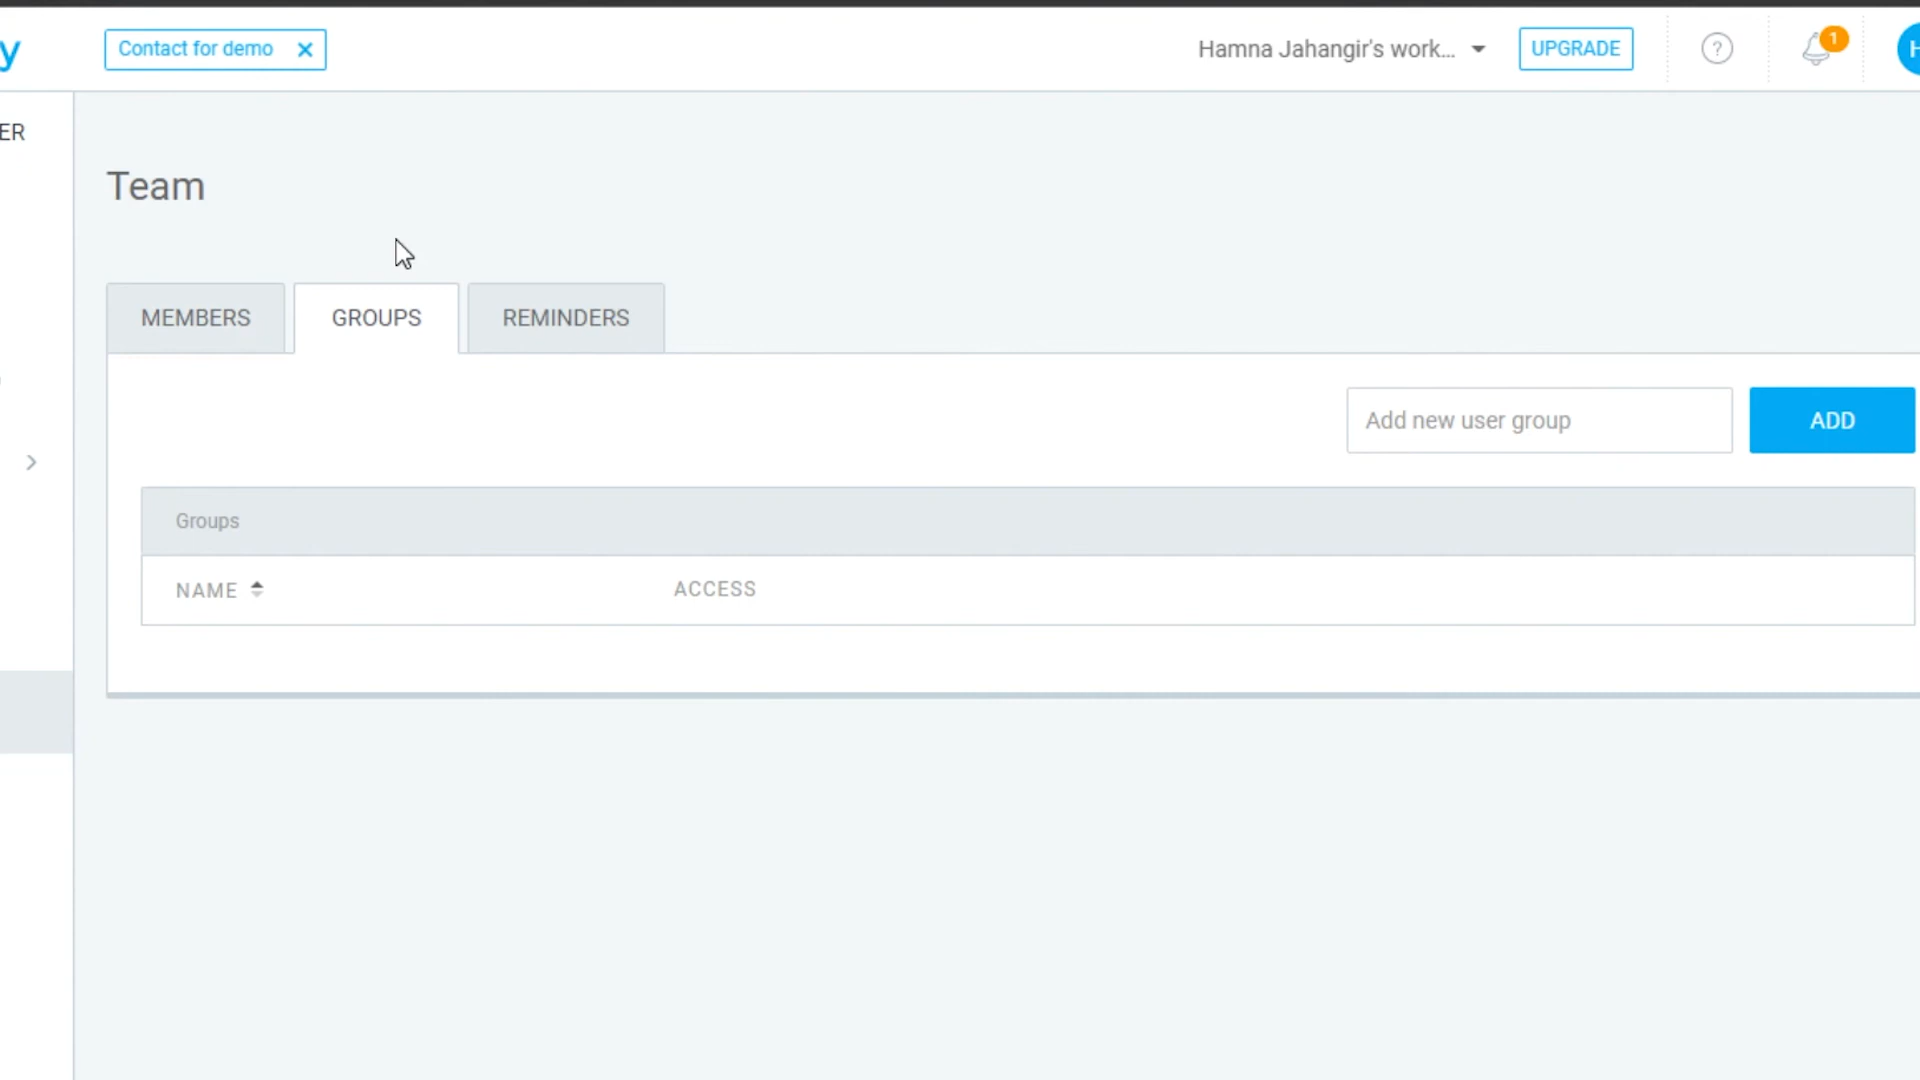 y
Contact for demo
Hamna Jahangir's work...
UPGRADE
?
1
H
ER
Team
MEMBERS
GROUPS
REMINDERS
Add new user group
ADD
Groups
NAME
ACCESS